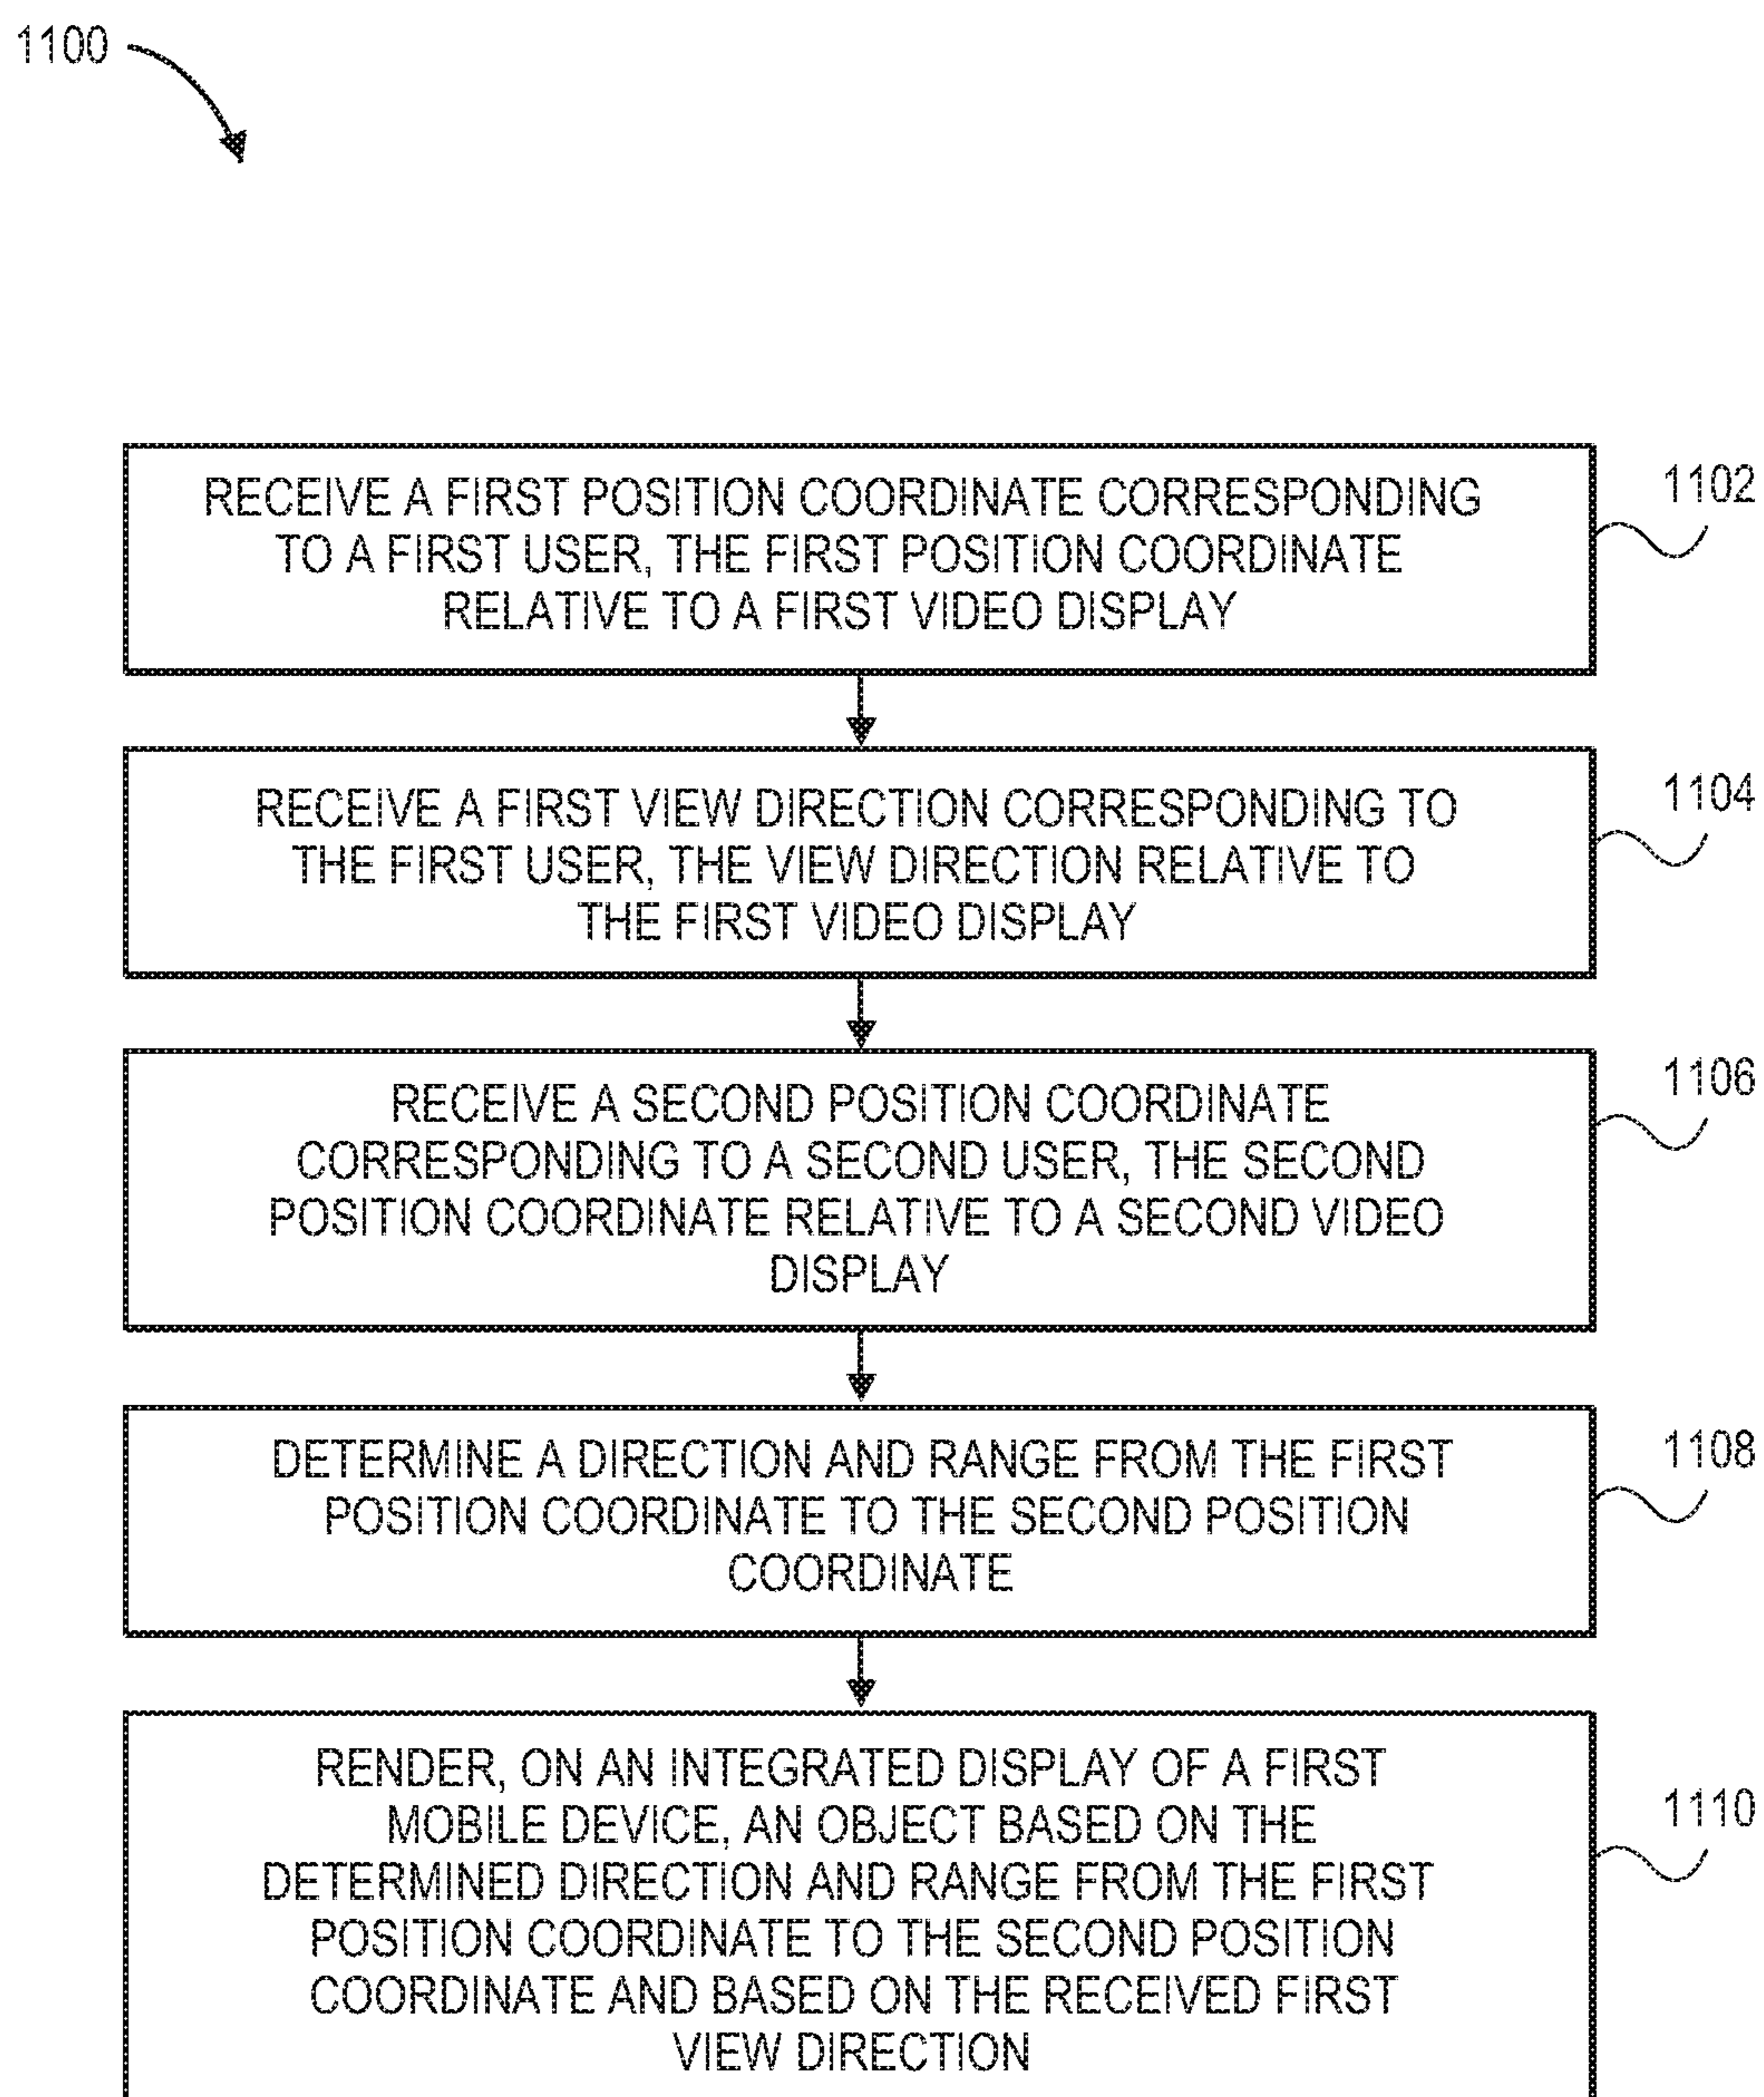 1100
RECEIVE A FIRST POSITION COORDINATE CORRESPONDING
TO A FIRST USER, THE FIRST POSITION COORDINATE
RELATIVE TO A FIRST VIDEO DISPLAY
1102
RECEIVE A FIRST VIEW DIRECTION CORRESPONDING TO
THE FIRST USER, THE VIEW DIRECTION RELATIVE TO
THE FIRST VIDEO DISPLAY
1104
RECEIVE A SECOND POSITION COORDINATE
CORRESPONDING TO A SECOND USER, THE SECOND
POSITION COORDINATE RELATIVE TO A SECOND VIDEO
DISPLAY
1106
DETERMINE A DIRECTION AND RANGE FROM THE FIRST
POSITION COORDINATE TO THE SECOND POSITION
COORDINATE
1108
RENDER, ON AN INTEGRATED DISPLAY OF A FIRST
MOBILE DEVICE, AN OBJECT BASED ON THE
DETERMINED DIRECTION AND RANGE FROM THE FIRST
POSITION COORDINATE TO THE SECOND POSITION
COORDINATE AND BASED ON THE RECEIVED FIRST
VIEW DIRECTION
1110